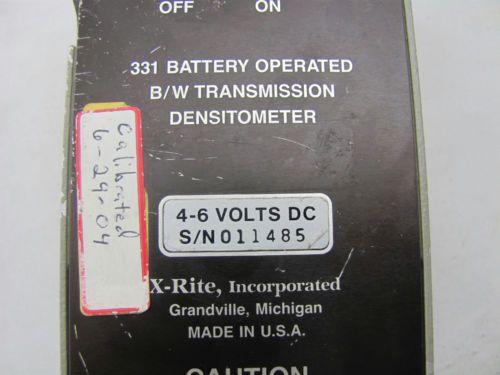 OFF ON
331 BATTERY OPERATED
B/W TRANSMISSION
DENSITOMETER
Calibrated
6-29-04
4-6 VOLTS DC
S/N 011485
X-Rite, Incorporated
Grandville, Michigan
MADE IN U.S.A.
CAUTION